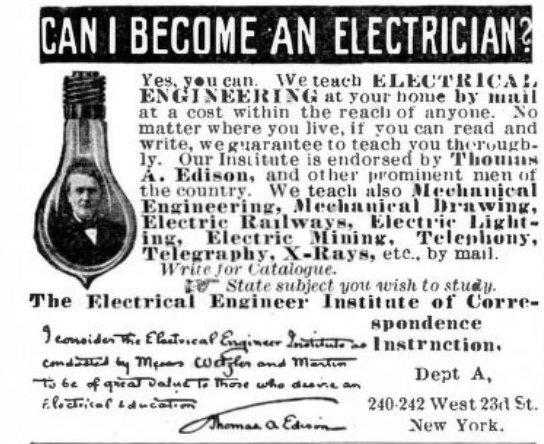 CAN I BECOME AN ELECTRICIAN?
Yes, you can. We teach ELECTRICAL
ENGINEERING at your home by mail
at a cost within the reach of anyone. No
matter where you live, if you can read and
write, we guarantee to teach you thorough-
ly. Our Institute is endorsed by Thomas
A. Edison, and other prominent men of
the country. We teach also Mechanical
Engineering, Mechanical Drawing,
Electric Railways, Electric Light-
ing, Electric Mining, Telephony,
Telegraphy, X-Rays, etc., by mail.
Write for Catalogue.
☞ State subject you wish to study.
The Electrical Engineer Institute of Corre-
spondence
Instruction,
I consider the Electrical Engineer Institute as
conducted by Messrs Wetzler and Martin
to be of great value to those who desire an
Electrical education
Thomas A Edison
Dept A,
240-242 West 23d St.
New York.